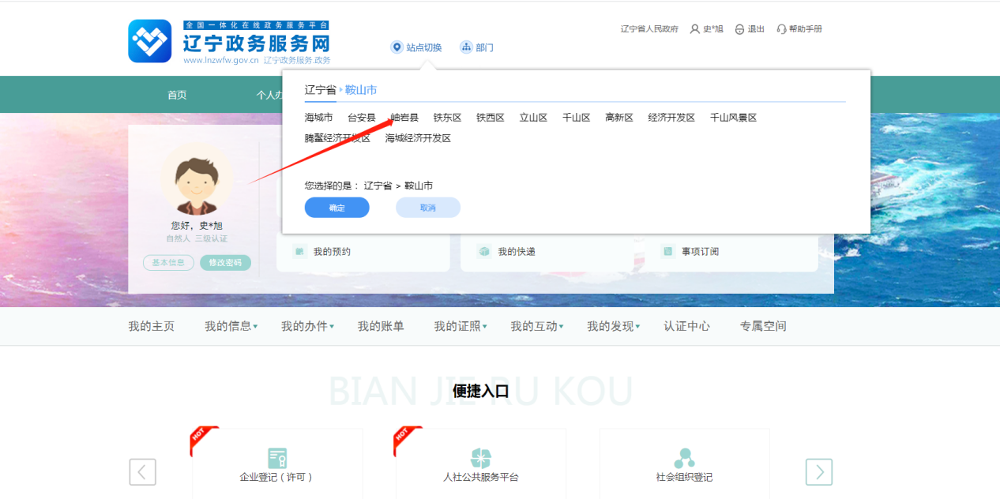 全国一体化在线政务服务平台
辽宁政务服务网
www.lnzwfw.gov.cn 辽宁政务服务.政务
站点切换 部门
辽宁省人民政府 史*旭 退出 帮助手册
首页 个人办
辽宁省 鞍山市
海城市 台安县 岫岩县 铁东区 铁西区 立山区 千山区 高新区 经济开发区 千山风景区
腾鳌经济开发区 海城经济开发区
您选择的是： 辽宁省 > 鞍山市
确定 取消
您好，史*旭
自然人 三级认证
基本信息 修改密码
我的预约 我的快递 事项订阅
我的主页 我的信息 我的办件 我的账单 我的证照 我的互动 我的发现 认证中心 专属空间
BIAN JIE RU KOU
便捷入口
HOT HOT
企业登记（许可） 人社公共服务平台 社会组织登记